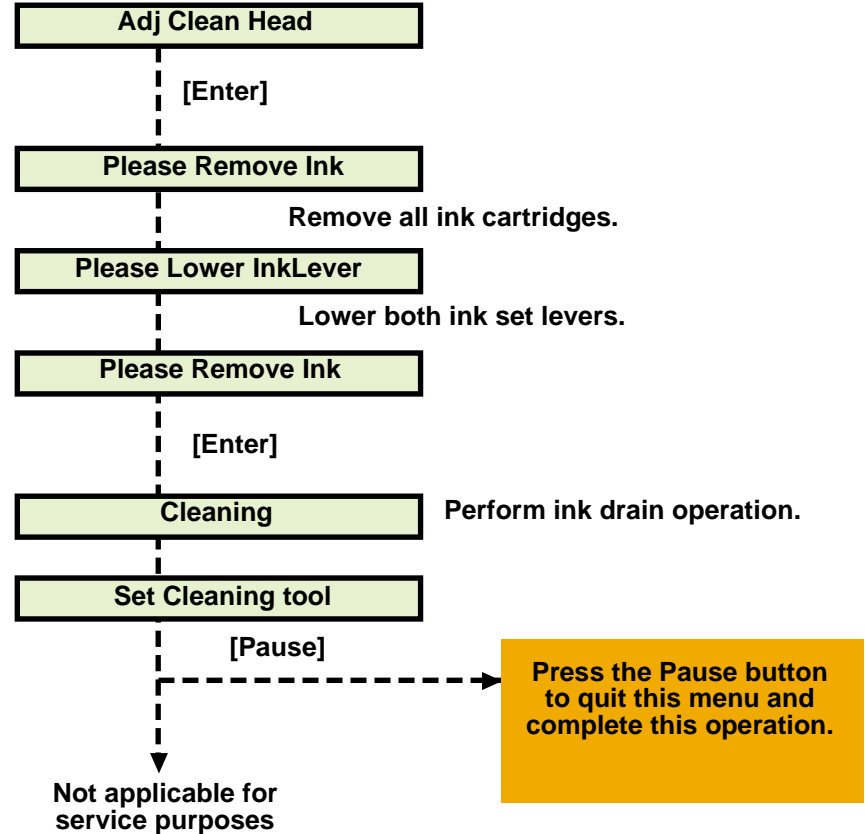 Adj Clean Head
[Enter]
Please Remove Ink
Remove all ink cartridges.
Please Lower InkLever
Lower both ink set levers.
Please Remove Ink
[Enter]
Cleaning
Perform ink drain operation.
Set Cleaning tool
[Pause]
Press the Pause button
to quit this menu and
complete this operation.
Not applicable for
service purposes